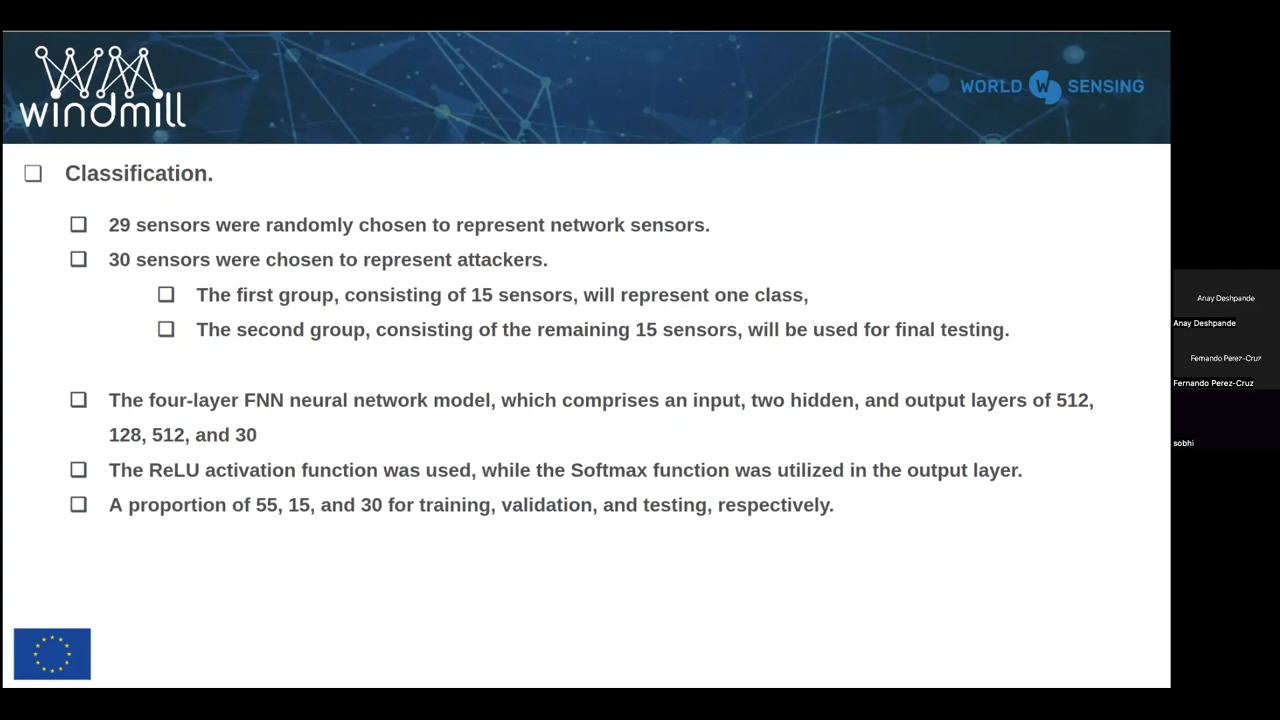 WM
windmill
WORLD W SENSING
Classification.
29 sensors were randomly chosen to represent network sensors.
30 sensors were chosen to represent attackers.
The first group, consisting of 15 sensors, will represent one class,
The second group, consisting of the remaining 15 sensors, will be used for final testing.
The four-layer FNN neural network model, which comprises an input, two hidden, and output layers of 512,
128, 512, and 30
The ReLU activation function was used, while the Softmax function was utilized in the output layer.
A proportion of 55, 15, and 30 for training, validation, and testing, respectively.
Anay Deshpande
Anay Deshpande
Fernando Perez-Cruz
Fernando Perez-Cruz
sobhi